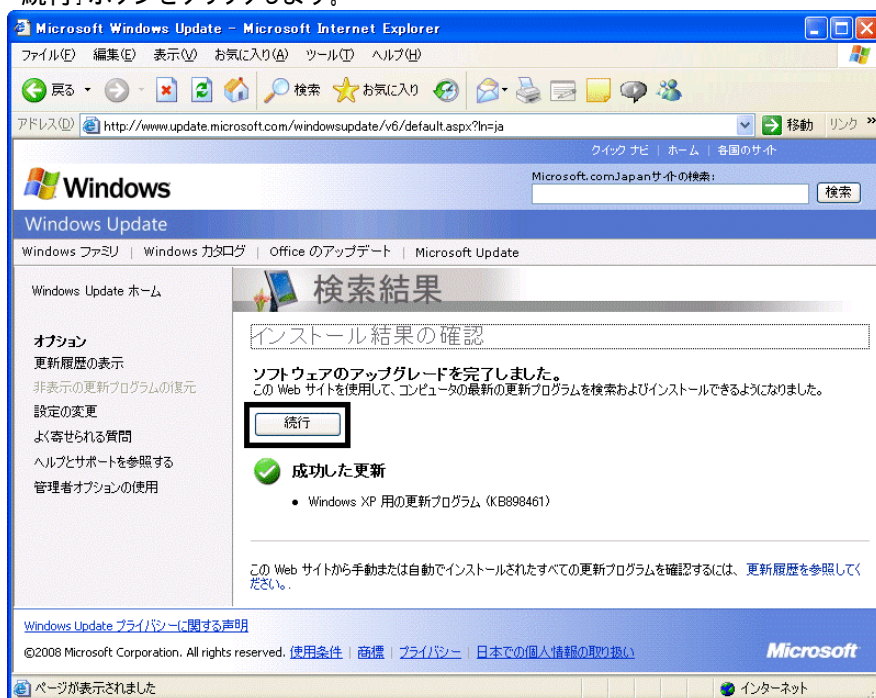 続行」ボタンをクリックします。
Microsoft Windows Update - Microsoft Internet Explorer
ファイル(F) 編集(E) 表示(V) お気に入り(A) ツール(T) ヘルプ(H)
戻る 検索 お気に入り
アドレス(D) http://www.update.microsoft.com/windowsupdate/v6/default.aspx?ln=ja 移動 リンク »
クイック ナビ | ホーム | 各国のサイト
Windows
Microsoft.comJapanサイトの検索:
検索
Windows Update
Windows ファミリ | Windows カタログ | Office のアップデート | Microsoft Update
Windows Update ホーム
オプション
更新履歴の表示
非表示の更新プログラムの復元
設定の変更
よく寄せられる質問
ヘルプとサポートを参照する
管理者オプションの使用
検索結果
インストール結果の確認
ソフトウェアのアップグレードを完了しました。
この Web サイトを使用して、コンピュータの最新の更新プログラムを検索およびインストールできるようになりました。
続行
成功した更新
• Windows XP 用の更新プログラム (KB898461)
この Web サイトから手動または自動でインストールされたすべての更新プログラムを確認するには、 更新履歴を参照してく
ださい。.
Windows Update プライバシーに関する声明
©2008 Microsoft Corporation. All rights reserved. 使用条件 | 商標 | プライバシー | 日本での個人情報の取り扱い
Microsoft
ページが表示されました インターネット